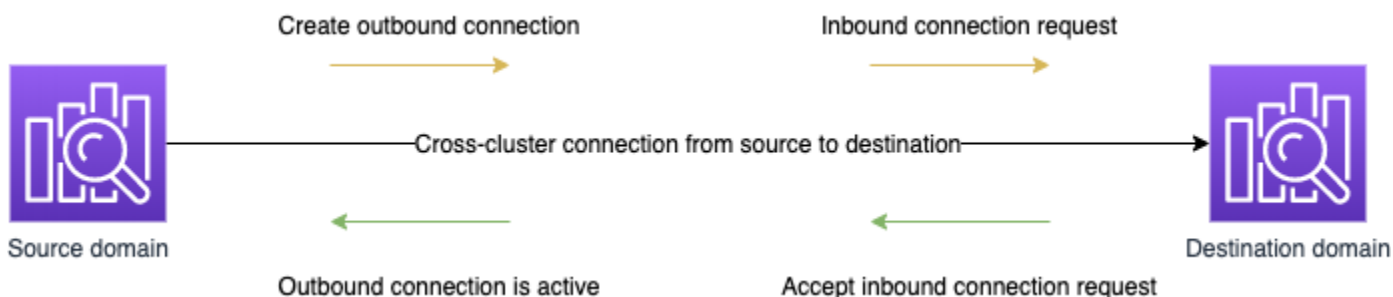 Create outbound connection
Inbound connection request
Cross-cluster connection from source to destination
Source domain
Destination domain
Outbound connection is active
Accept inbound connection request